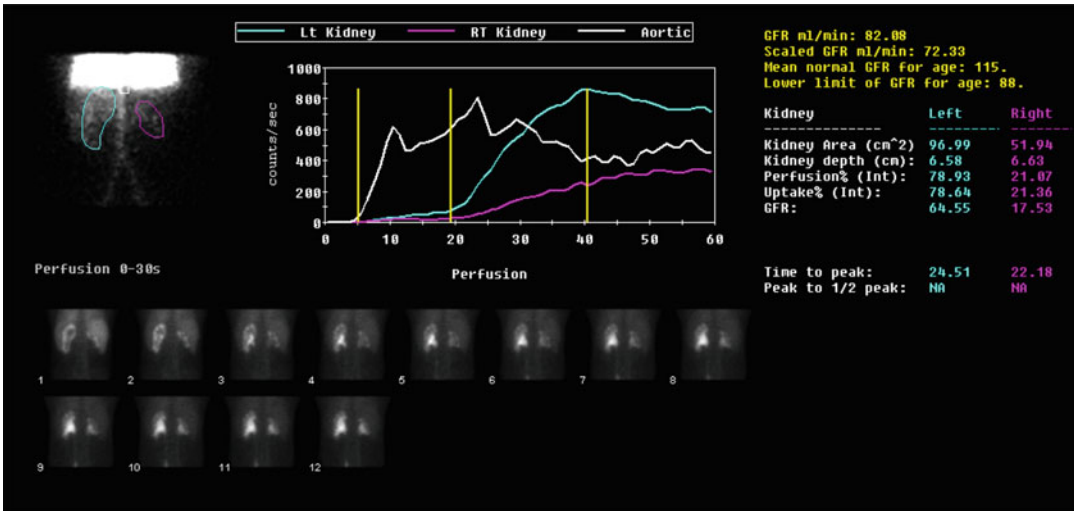 Lt Kidney RT Kidney Aortic
GFR ml/min: 82.08
Scaled GFR ml/min: 72.33
Mean normal GFR for age: 115.
Lower limit of GFR for age: 88.
1000
800
600
400
200
0
counts/sec
0 10 20 30 40 50 60
Perfusion
Kidney Left Right
Kidney Area (cm^2) 96.99 51.94
Kidney depth (cm): 6.58 6.63
Perfusion% (Int): 78.93 21.07
Uptake% (Int): 78.64 21.36
GFR: 64.55 17.53
Time to peak: 24.51 22.18
Peak to 1/2 peak: NA NA
Perfusion 0-30s
1 2 3 4 5 6 7 8
9 10 11 12